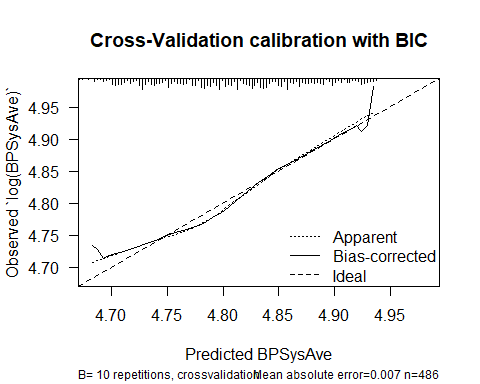 Cross-Validation calibration with BIC
Observed `log(BPSysAve)`
4.95
4.90
4.85
4.80
4.75
4.70
Apparent
Bias-corrected
Ideal
4.70 4.75 4.80 4.85 4.90 4.95
Predicted BPSysAve
B= 10 repetitions, crossvalidation Mean absolute error=0.007 n=486